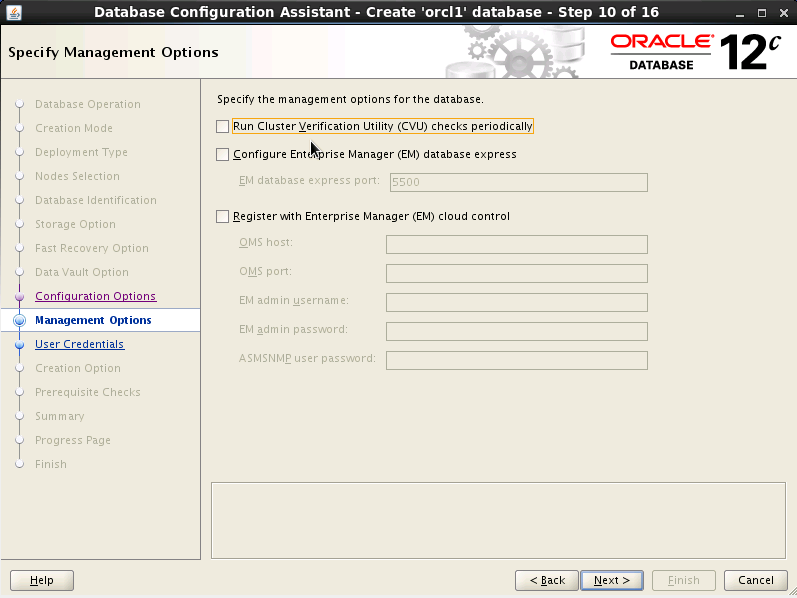 Database Configuration Assistant - Create 'orcl1' database - Step 10 of 16
Specify Management Options
ORACLE®
DATABASE
12c
Database Operation
Creation Mode
Deployment Type
Nodes Selection
Database Identification
Storage Option
Fast Recovery Option
Data Vault Option
Configuration Options
Management Options
User Credentials
Creation Option
Prerequisite Checks
Summary
Progress Page
Finish
Specify the management options for the database.
Run Cluster Verification Utility (CVU) checks periodically
Configure Enterprise Manager (EM) database express
EM database express port: 5500
Register with Enterprise Manager (EM) cloud control
OMS host:
OMS port:
EM admin username:
EM admin password:
ASMSNMP user password:
Help
< Back
Next >
Finish
Cancel